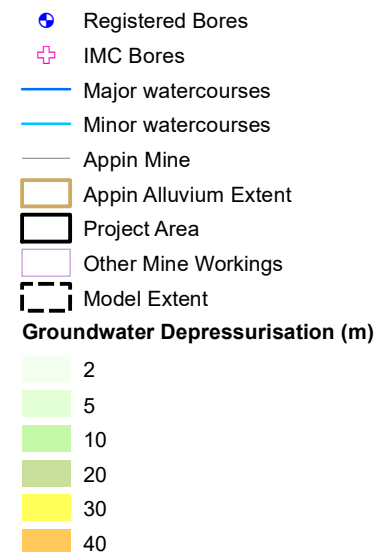 Registered Bores
IMC Bores
Major watercourses
Minor watercourses
Appin Mine
Appin Alluvium Extent
Project Area
Other Mine Workings
Model Extent
Groundwater Depressurisation (m)
2
5
10
20
30
40